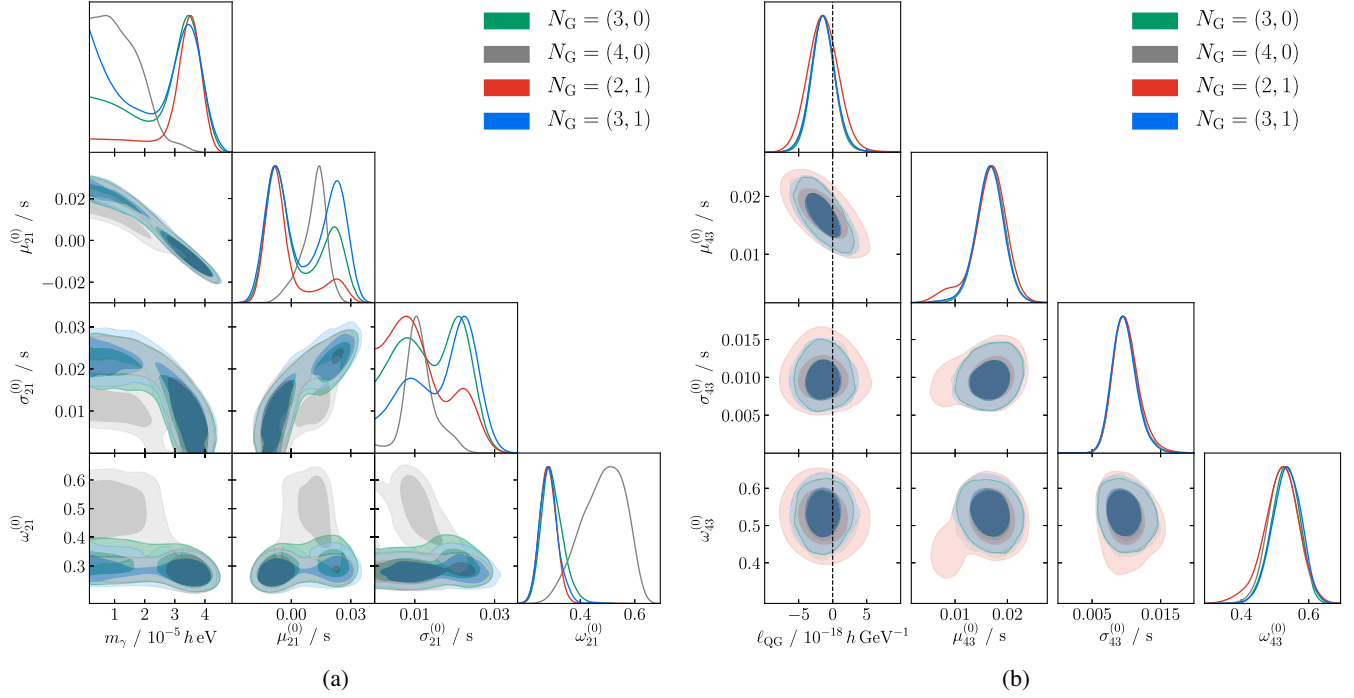 N_G = (3, 0)
N_G = (4, 0)
N_G = (2, 1)
N_G = (3, 1)
μ_21^(0) / s
0.02
0.00
−0.02
σ_21^(0) / s
0.03
0.02
0.01
ω_21^(0)
0.6
0.5
0.4
0.3
1 2 3 4
0.00 0.03
0.01 0.03
0.4 0.6
m_γ / 10^−5 h eV
μ_21^(0) / s
σ_21^(0) / s
ω_21^(0)
(a)
N_G = (3, 0)
N_G = (4, 0)
N_G = (2, 1)
N_G = (3, 1)
μ_43^(0) / s
0.02
0.01
σ_43^(0) / s
0.015
0.010
0.005
ω_43^(0)
0.6
0.5
0.4
−5 0 5
0.01 0.02
0.005 0.015
0.4 0.6
ℓ_QG / 10^−18 h GeV^−1
μ_43^(0) / s
σ_43^(0) / s
ω_43^(0)
(b)